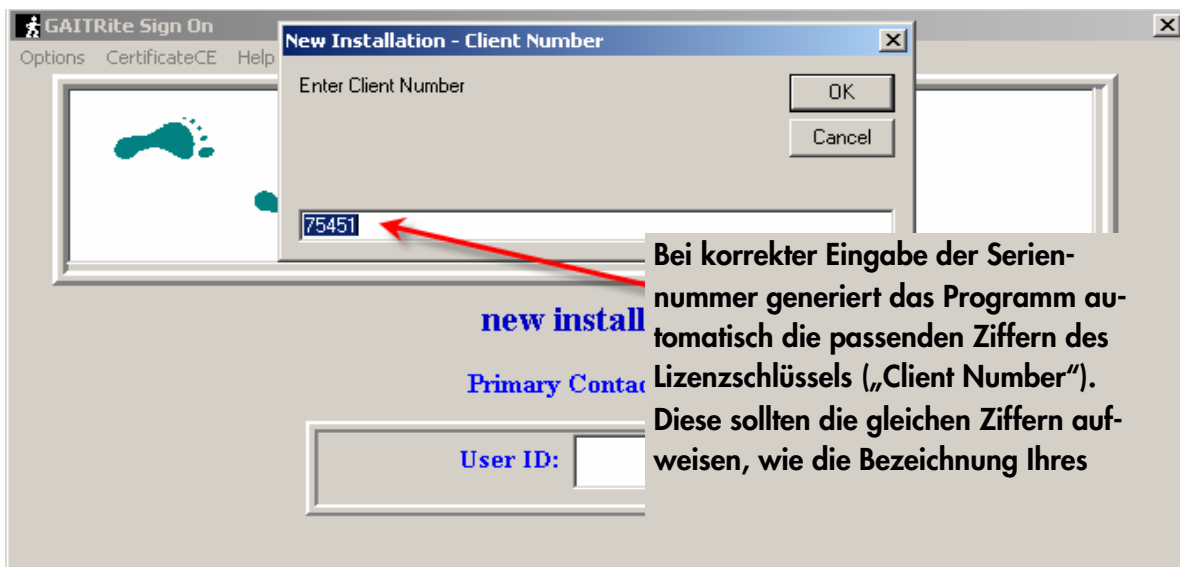 GAITRite Sign On
Options CertificateCE Help
New Installation - Client Number
Enter Client Number
OK
Cancel
75451
Bei korrekter Eingabe der Serien-
nummer generiert das Programm au-
tomatisch die passenden Ziffern des
Lizenzschlüssels („Client Number“).
Diese sollten die gleichen Ziffern auf-
weisen, wie die Bezeichnung Ihres
new install
Primary Contac
User ID: